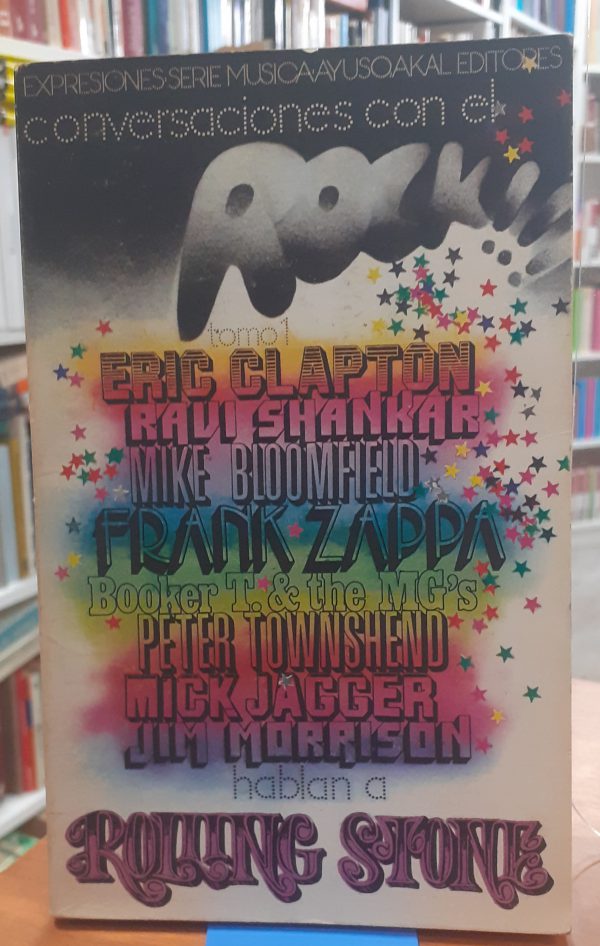 EXPRESIONES·SERIE MUSICA·AYUSO,AKAL EDITORES
conversaciones con el
ROCK
tomo 1
ERIC CLAPTON
RAVI SHANKAR
MIKE BLOOMFIELD
FRANK ZAPPA
Booker T. & the MG's
PETER TOWNSHEND
MICK JAGGER
JIM MORRISON
hablan a
ROLLING STONE